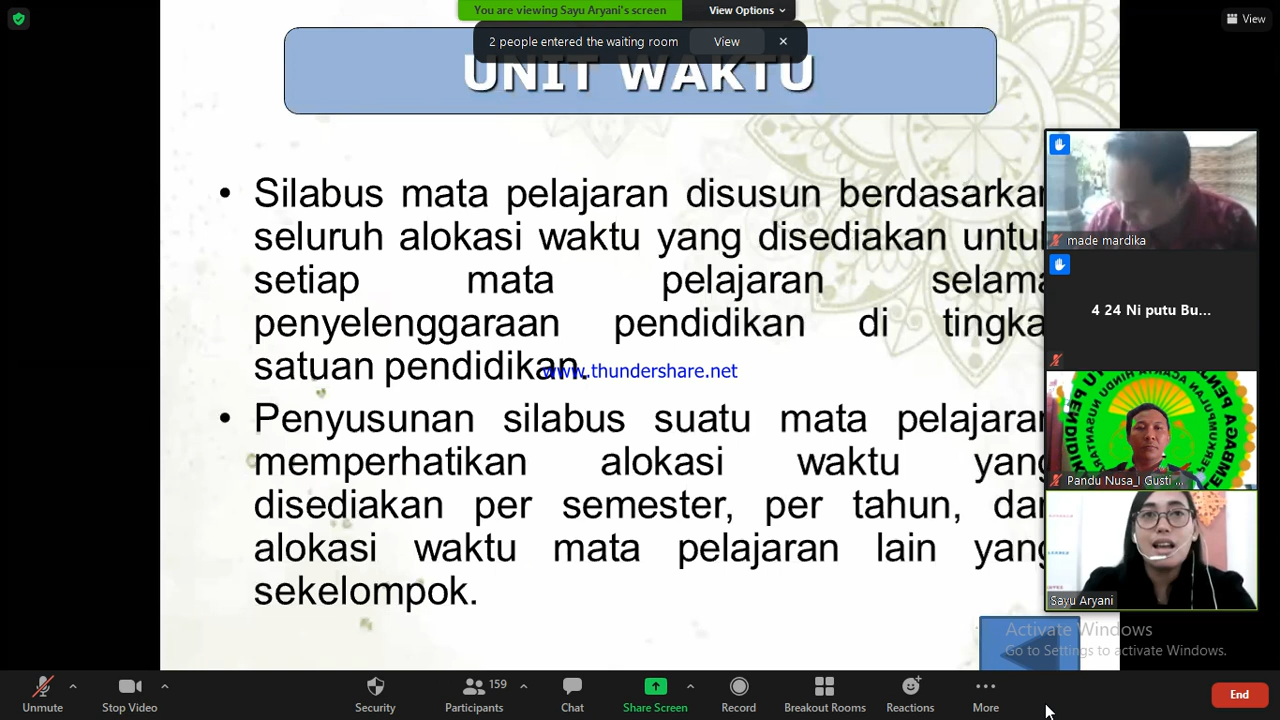 You are viewing Sayu Aryani's screen
View Options
View
2 people entered the waiting room
View
UNIT WAKTU
• Silabus mata pelajaran disusun berdasarkan
seluruh alokasi waktu yang disediakan untuk
setiap mata pelajaran selama
penyelenggaraan pendidikan di tingka
satuan pendidikan.
www.thundershare.net
• Penyusunan silabus suatu mata pelajaran
memperhatikan alokasi waktu yang
disediakan per semester, per tahun, dan
alokasi waktu mata pelajaran lain yang
sekelompok.
made mardika
4 24 Ni putu Bu...
Pandu Nusa_I Gusti ...
Sayu Aryani
Activate Windows
Go to Settings to activate Windows.
Unmute
Stop Video
Security
159
Participants
Chat
Share Screen
Record
Breakout Rooms
Reactions
More
End